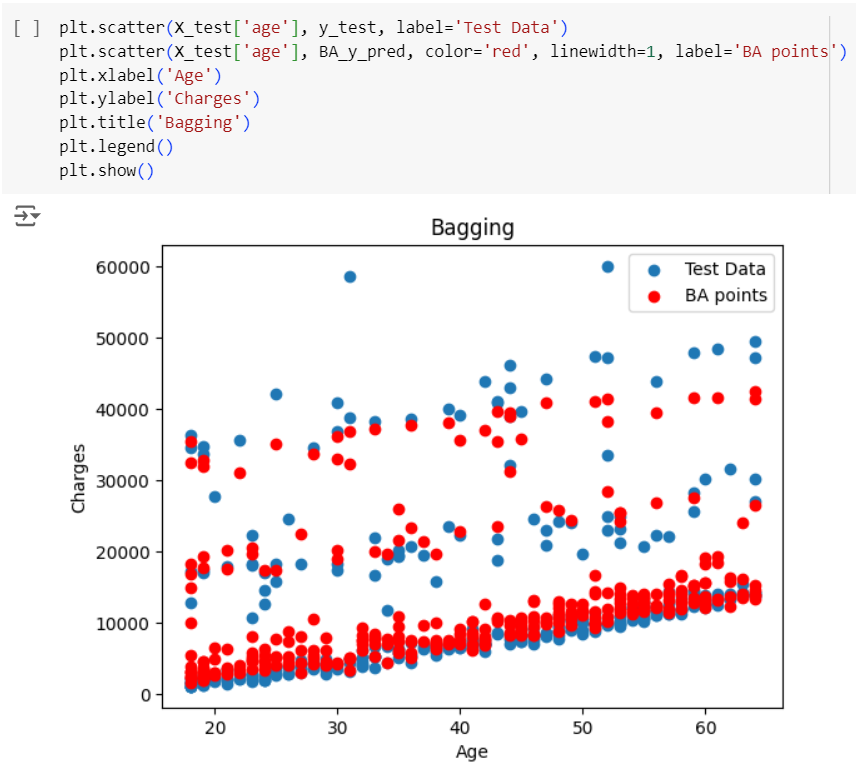 [ ] plt.scatter(X_test['age'], y_test, label='Test Data')
plt.scatter(X_test['age'], BA_y_pred, color='red', linewidth=1, label='BA points')
plt.xlabel('Age')
plt.ylabel('Charges')
plt.title('Bagging')
plt.legend()
plt.show()
Bagging
Test Data
BA points
60000
50000
40000
30000
20000
10000
0
Charges
20 30 40 50 60
Age